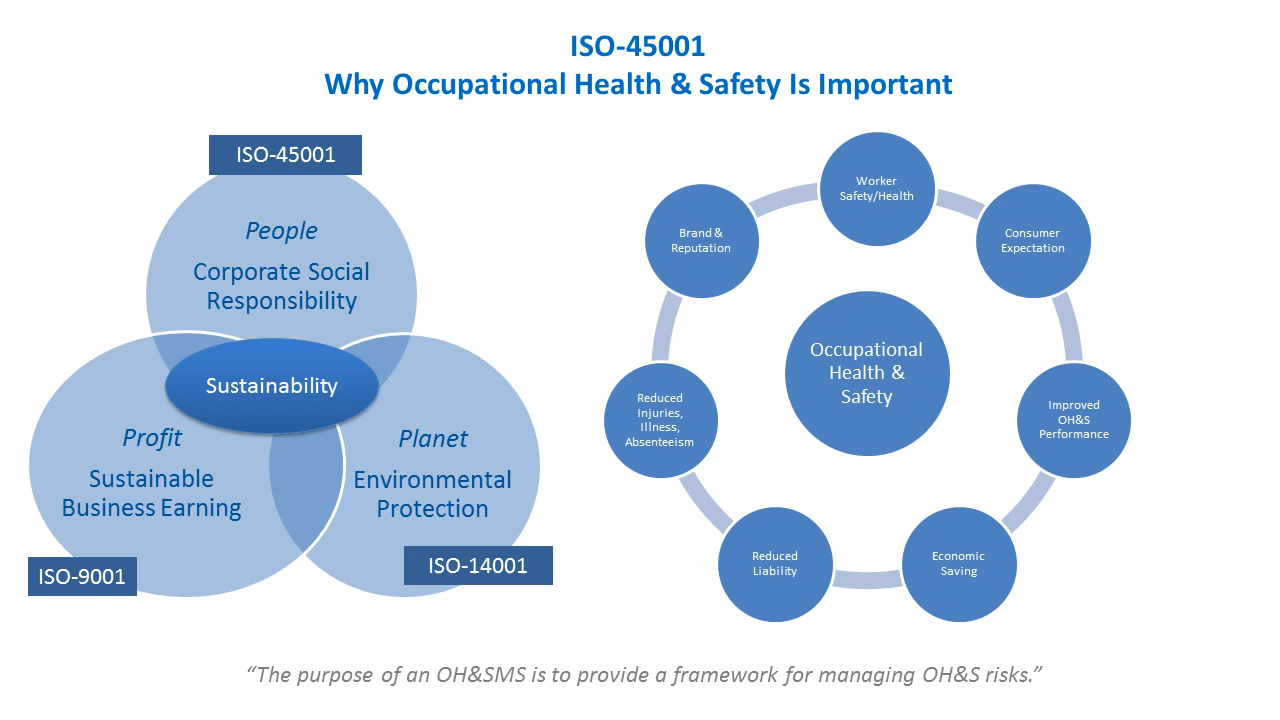 ISO-45001
Why Occupational Health & Safety Is Important
ISO-45001
People
Corporate Social
Responsibility
Sustainability
Profit
Sustainable
Business Earning
ISO-9001
Planet
Environmental
Protection
ISO-14001
Occupational
Health &
Safety
Worker
Safety/Health
Consumer
Expectation
Improved
OH&S
Performance
Economic
Saving
Reduced
Liability
Reduced
Injuries,
Illness,
Absenteeism
Brand &
Reputation
“The purpose of an OH&SMS is to provide a framework for managing OH&S risks.”